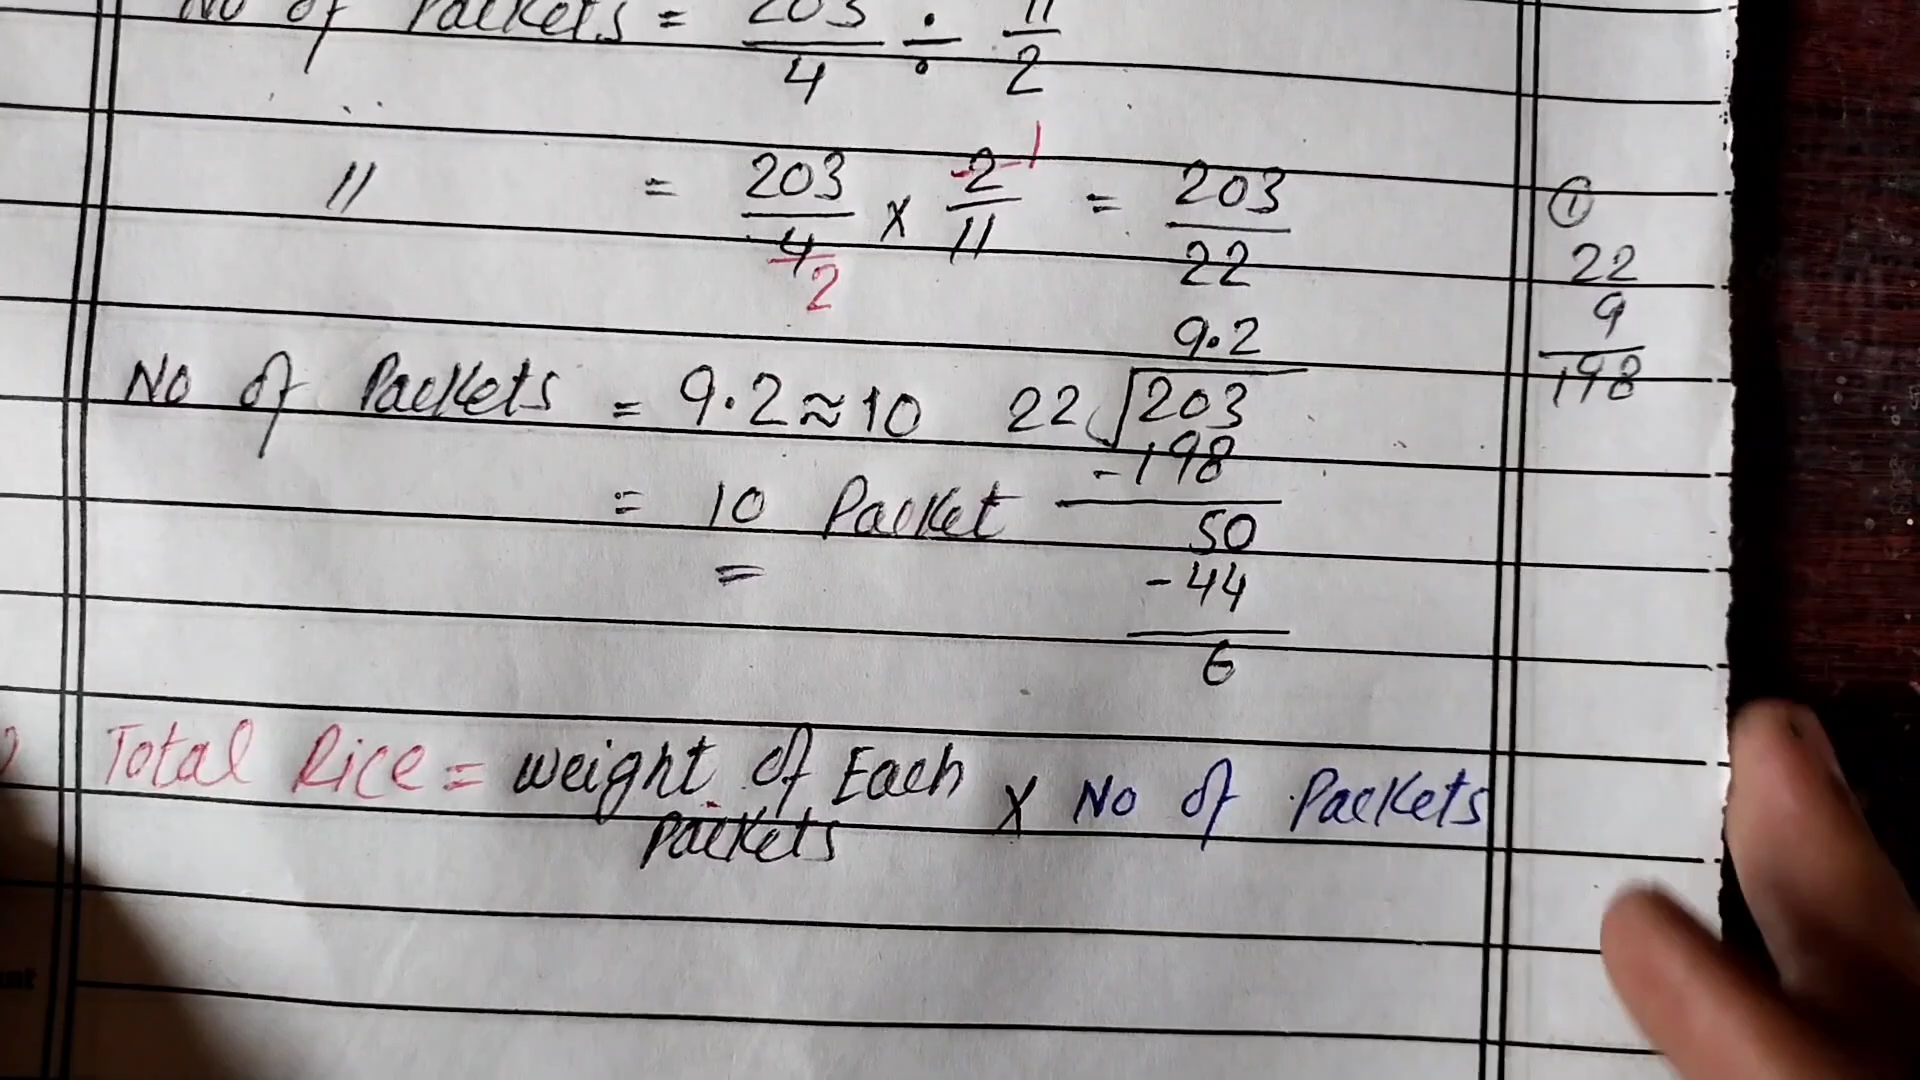 No of Packets = 203/4 ÷ 11/2
〃 = 203/4 2 × 2/11 1 = 203/22
①
22
9
198
9.2
No of Packets = 9.2 ≈ 10 22 √203
-198
= 10 Packet
=
50
-44
6
Total Rice = weight of Each Packets × No of Packets